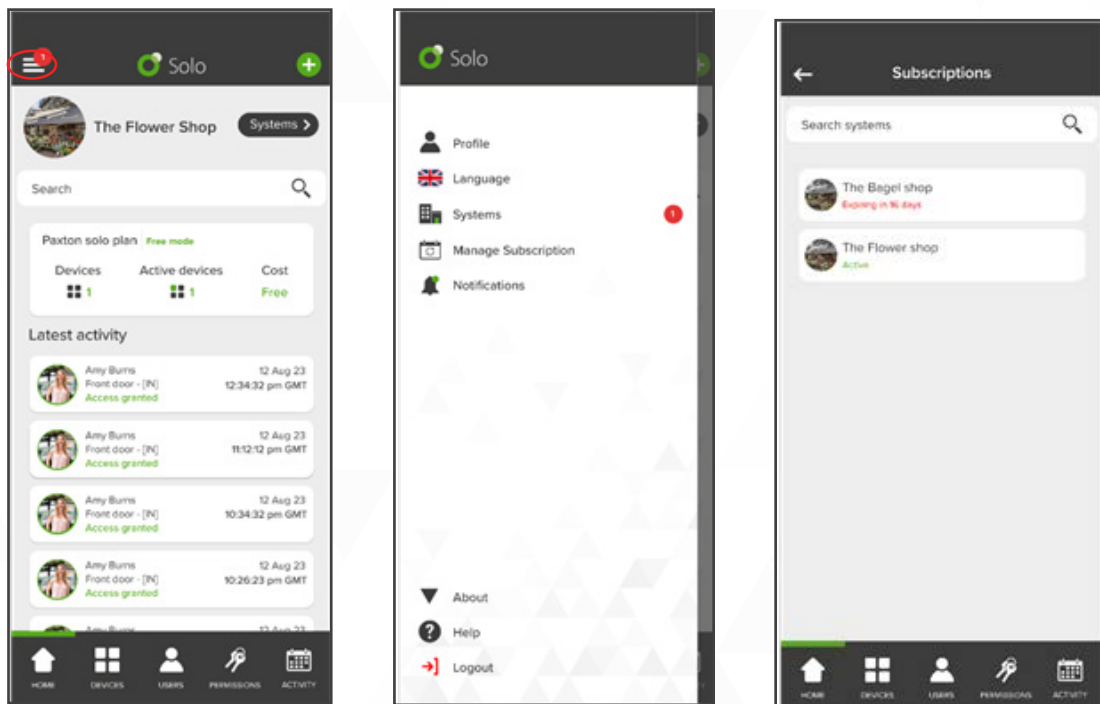 1
Solo
The Flower Shop
Systems >
Search
Paxton solo plan Free mode
Devices Active devices Cost
1 1 Free
Latest activity
Amy Burns 12 Aug 23
Front door - [IN] 12:34:32 pm GMT
Access granted
Amy Burns 12 Aug 23
Front door - [IN] 11:12:12 pm GMT
Access granted
Amy Burns 12 Aug 23
Front door - [IN] 10:34:32 pm GMT
Access granted
Amy Burns 12 Aug 23
Front door - [IN] 10:26:23 pm GMT
Access granted
Amy Burns 12 Aug 23
HOME DEVICES USERS PERMISSIONS ACTIVITY
Solo
Profile
Language
Systems 1
Manage Subscription
Notifications
About
Help
Logout
Subscriptions
Search systems
The Bagel shop
Expiring in 16 days
The Flower shop
Active
HOME DEVICES USERS PERMISSIONS ACTIVITY